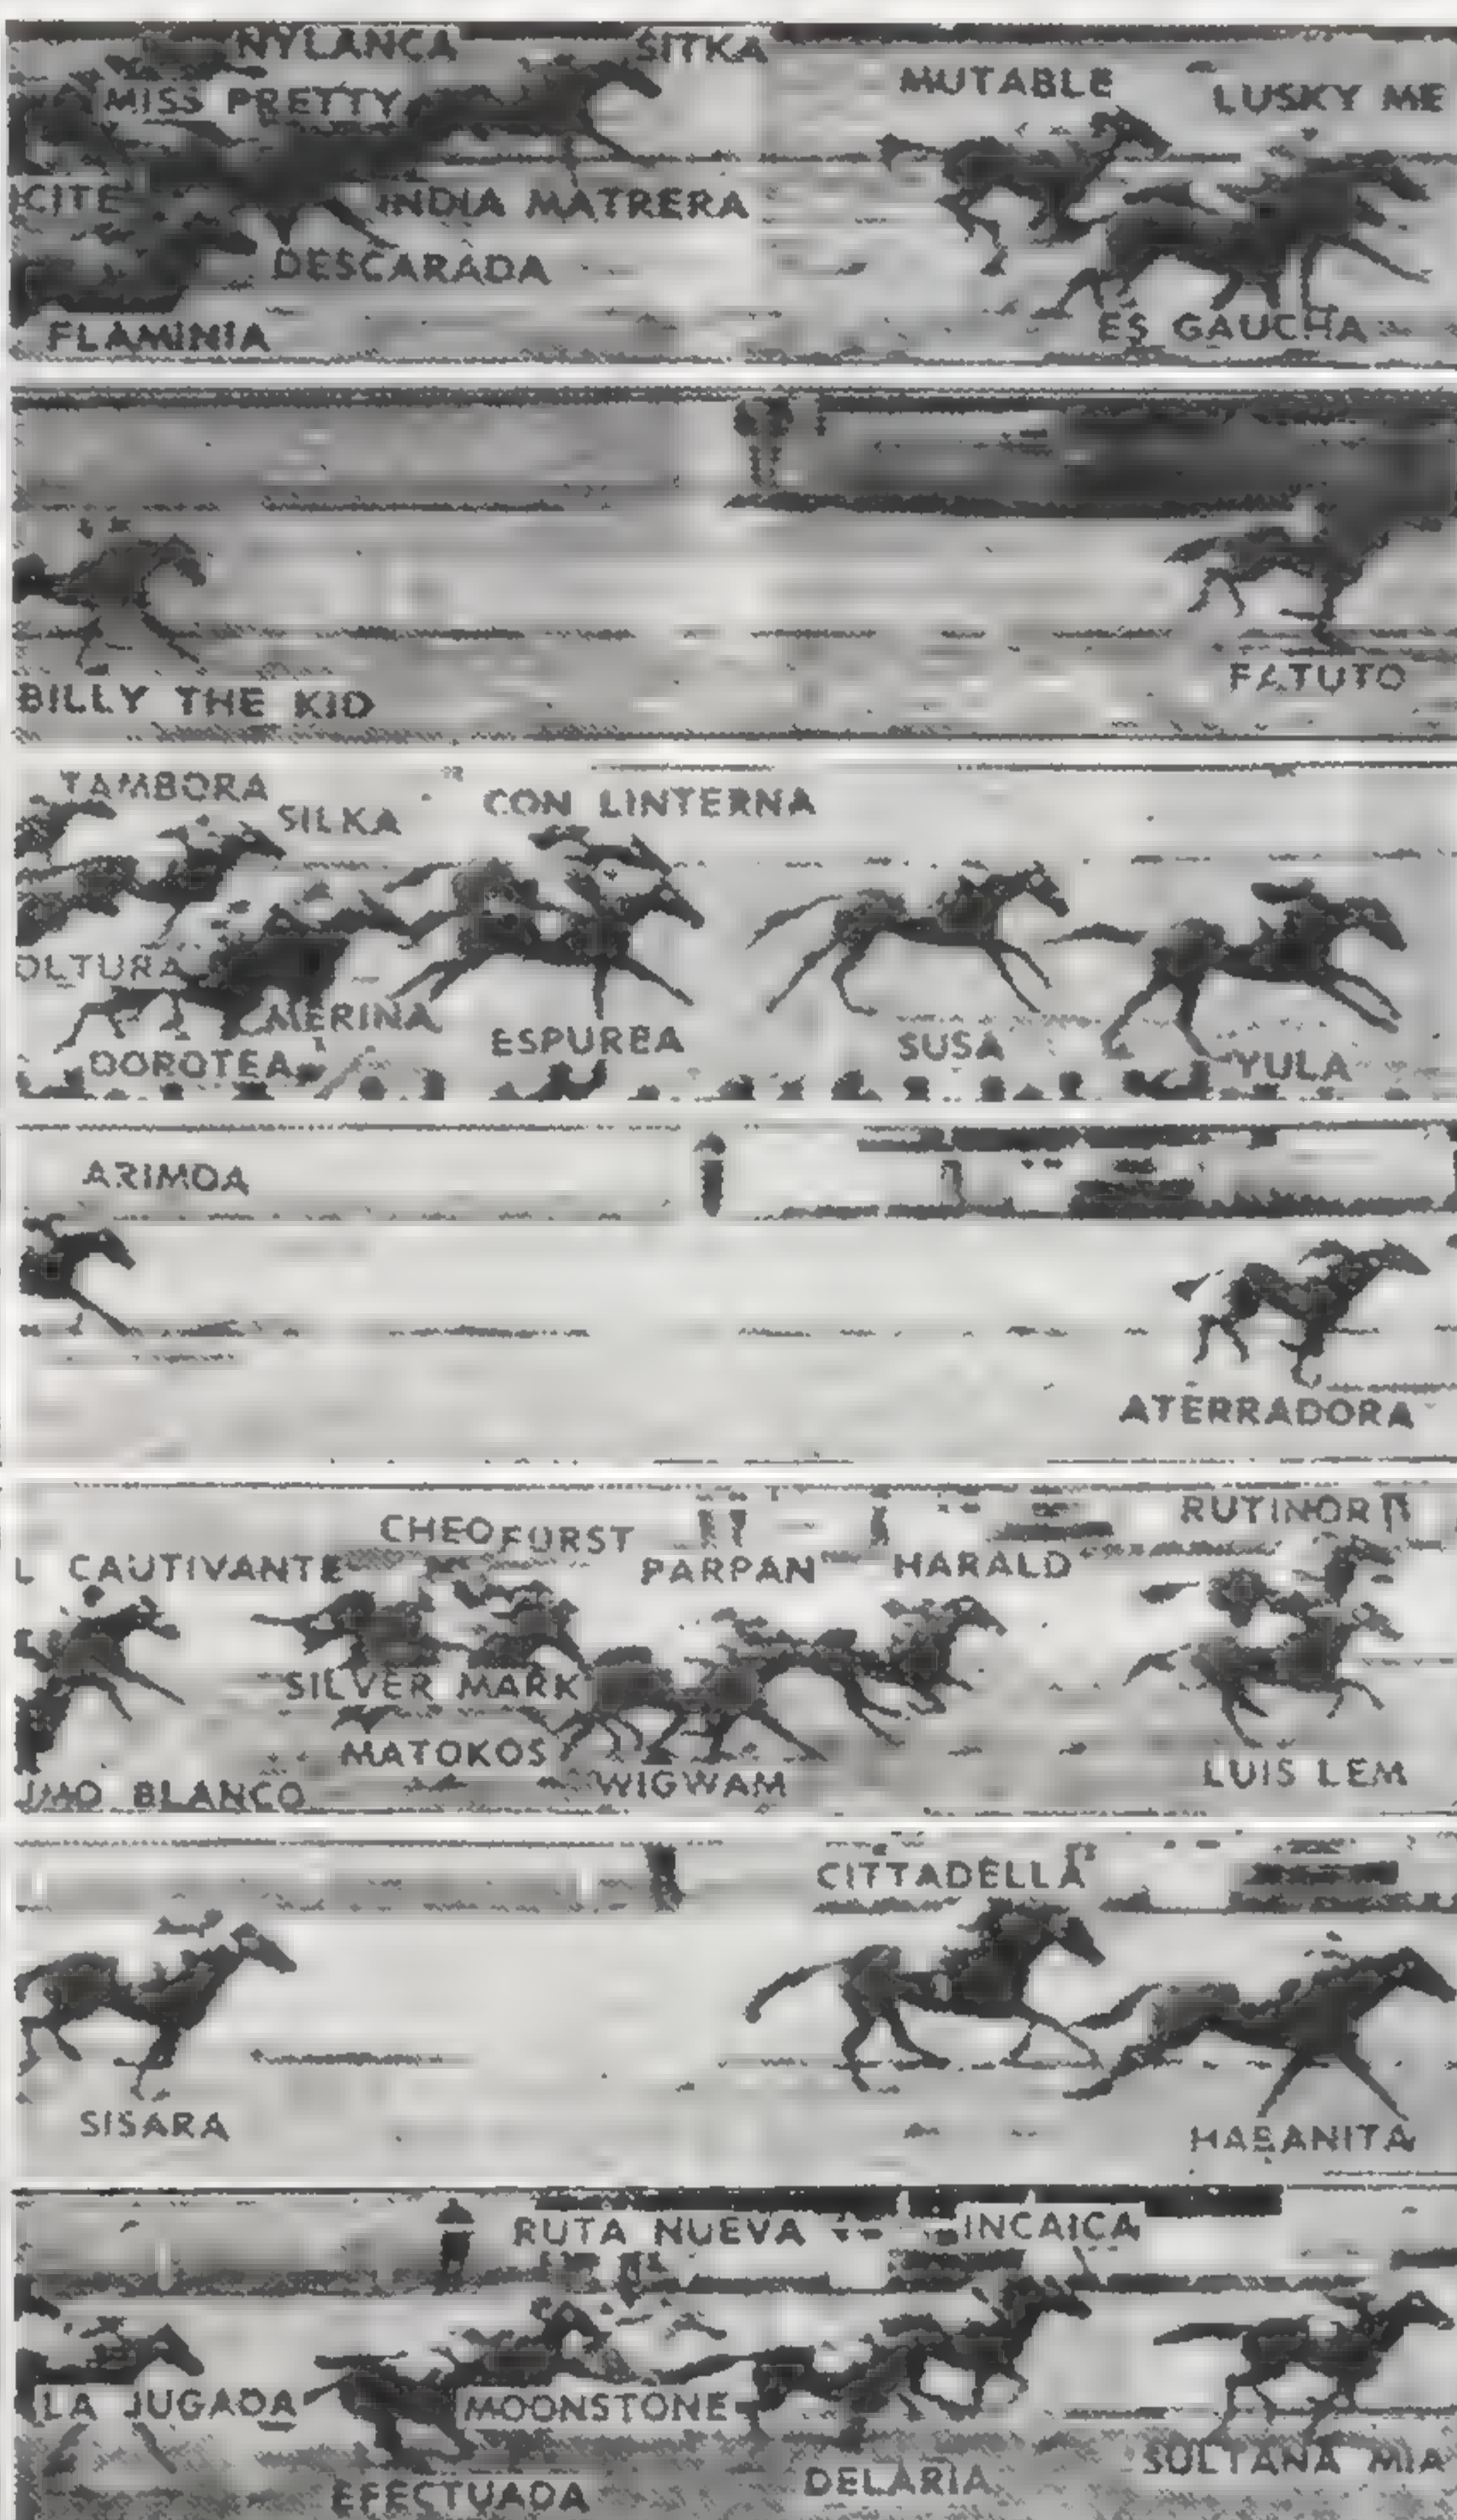 NYLANCA SITKA
MUTABLE LUSKY ME
MISS PRETTY
INDIA MATRERA
DESCARADA
FLAMINIA ES GAUCHA
FATUTO
BILLY THE KID
TAMBORA
SILKA CON LINTERNA
OLTURA
MERINA
ESPUREA SUSA
DOROTEA YULA
ARIMOA
ATERRADORA
RUTINOR
CHEO FURST
L CAUTIVANTE PARPAN HARALD
SILVER MARK
MATOKOS
LUIS LEM
BLANCO WIGWAM
CITTADELLA
SISARA
HABANITA
RUTA NUEVA INCAICA
LA JUGADA MOONSTONE
SULTANA MIA
DELARIA
EFECTUADA